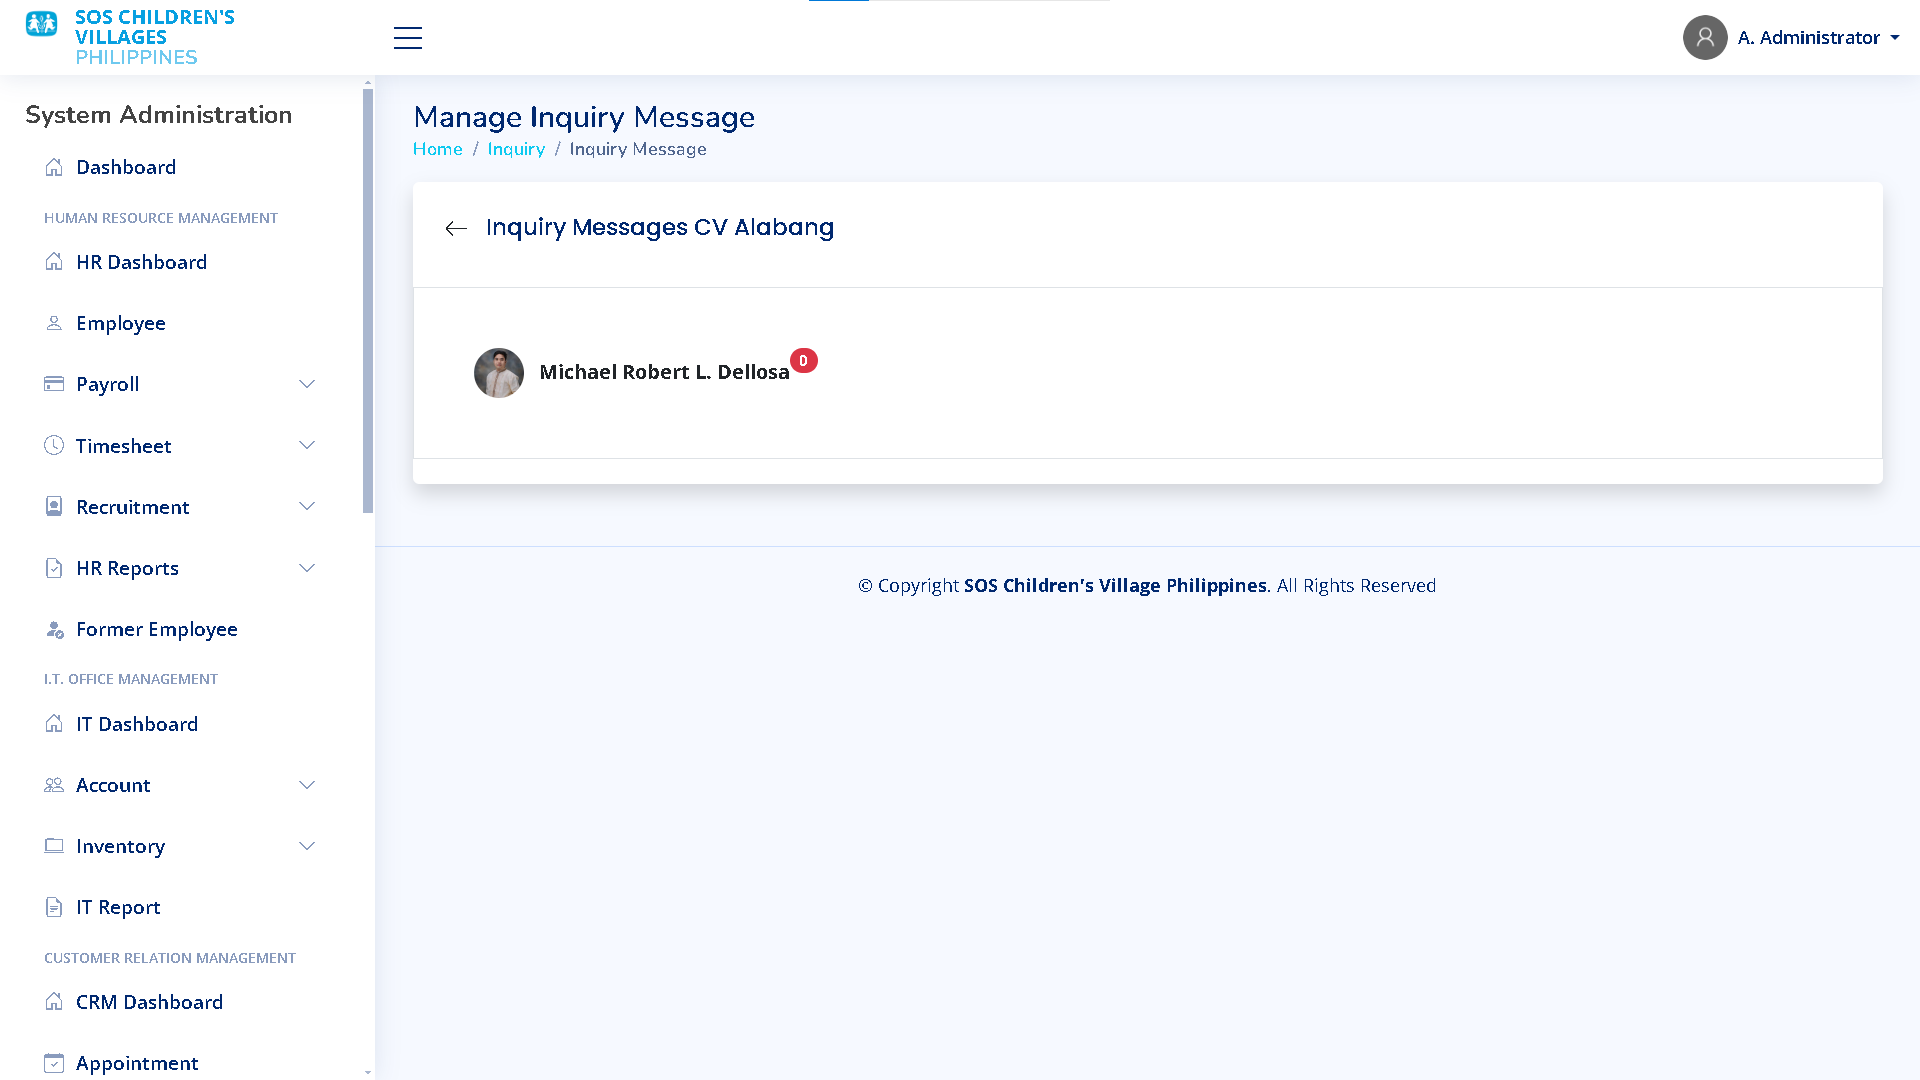 SOS CHILDREN'S
VILLAGES
PHILIPPINES
A. Administrator
System Administration
Dashboard
HUMAN RESOURCE MANAGEMENT
HR Dashboard
Employee
Payroll
Timesheet
Recruitment
HR Reports
Former Employee
I.T. OFFICE MANAGEMENT
IT Dashboard
Account
Inventory
IT Report
CUSTOMER RELATION MANAGEMENT
CRM Dashboard
Appointment
Manage Inquiry Message
Home / Inquiry / Inquiry Message
Inquiry Messages CV Alabang
Michael Robert L. Dellosa 0
© Copyright SOS Children's Village Philippines. All Rights Reserved